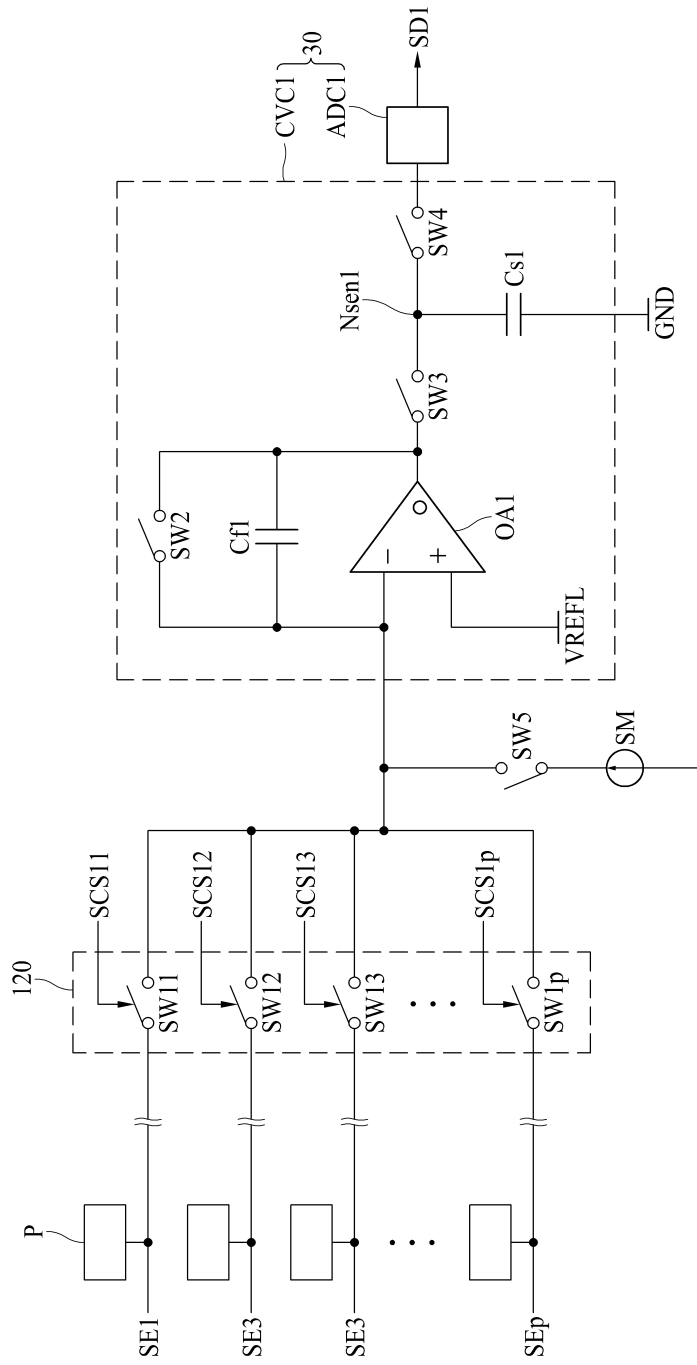 SE1
SE3
SE3
SEp
P
120
SW11
SW12
SW13
SW1p
SCS11
SCS12
SCS13
SCS1p
SM
SW5
SW2
Cf1
VREFL
OA1
SW3
Nsen1
Cs1
GND
SW4
CVC1
ADC1
30
SD1